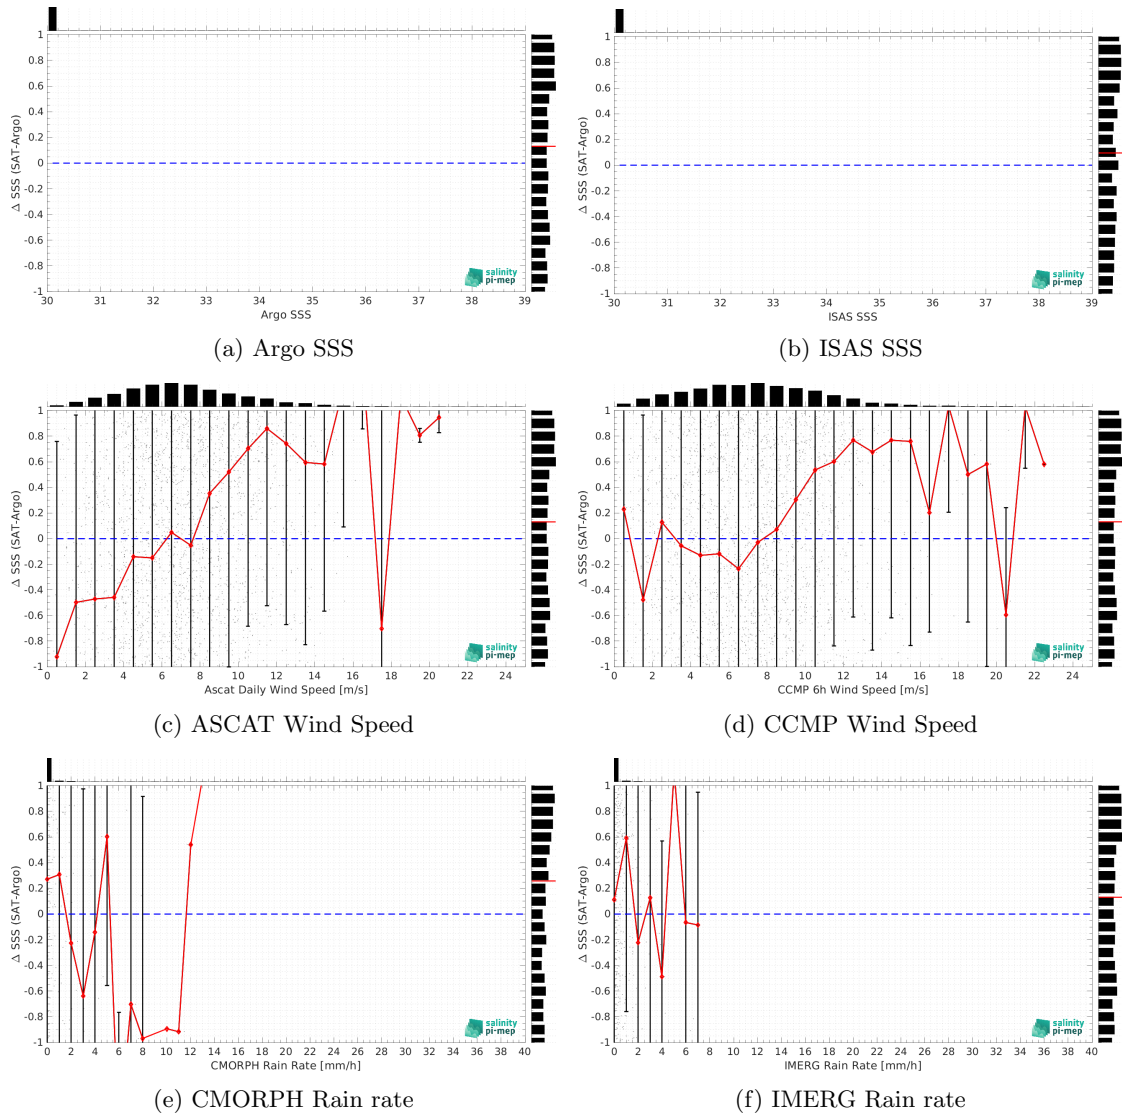 1
0.8
0.6
0.4
0.2
0
-0.2
-0.4
-0.6
-0.8
-1
Δ SSS (SAT-Argo)
30 31 32 33 34 35 36 37 38 39
Argo SSS
salinity
pi-mep
(a) Argo SSS
1
0.8
0.6
0.4
0.2
0
-0.2
-0.4
-0.6
-0.8
-1
Δ SSS (SAT-Argo)
30 31 32 33 34 35 36 37 38 39
ISAS SSS
salinity
pi-mep
(b) ISAS SSS
1
0.8
0.6
0.4
0.2
0
-0.2
-0.4
-0.6
-0.8
-1
Δ SSS (SAT-Argo)
0 2 4 6 8 10 12 14 16 18 20 22 24
Ascat Daily Wind Speed [m/s]
salinity
pi-mep
(c) ASCAT Wind Speed
1
0.8
0.6
0.4
0.2
0
-0.2
-0.4
-0.6
-0.8
-1
Δ SSS (SAT-Argo)
0 2 4 6 8 10 12 14 16 18 20 22 24
CCMP 6h Wind Speed [m/s]
salinity
pi-mep
(d) CCMP Wind Speed
1
0.8
0.6
0.4
0.2
0
-0.2
-0.4
-0.6
-0.8
-1
Δ SSS (SAT-Argo)
0 2 4 6 8 10 12 14 16 18 20 22 24 26 28 30 32 34 36 38 40
CMORPH Rain Rate [mm/h]
salinity
pi-mep
(e) CMORPH Rain rate
1
0.8
0.6
0.4
0.2
0
-0.2
-0.4
-0.6
-0.8
-1
Δ SSS (SAT-Argo)
0 2 4 6 8 10 12 14 16 18 20 22 24 26 28 30 32 34 36 38 40
IMERG Rain Rate [mm/h]
salinity
pi-mep
(f) IMERG Rain rate